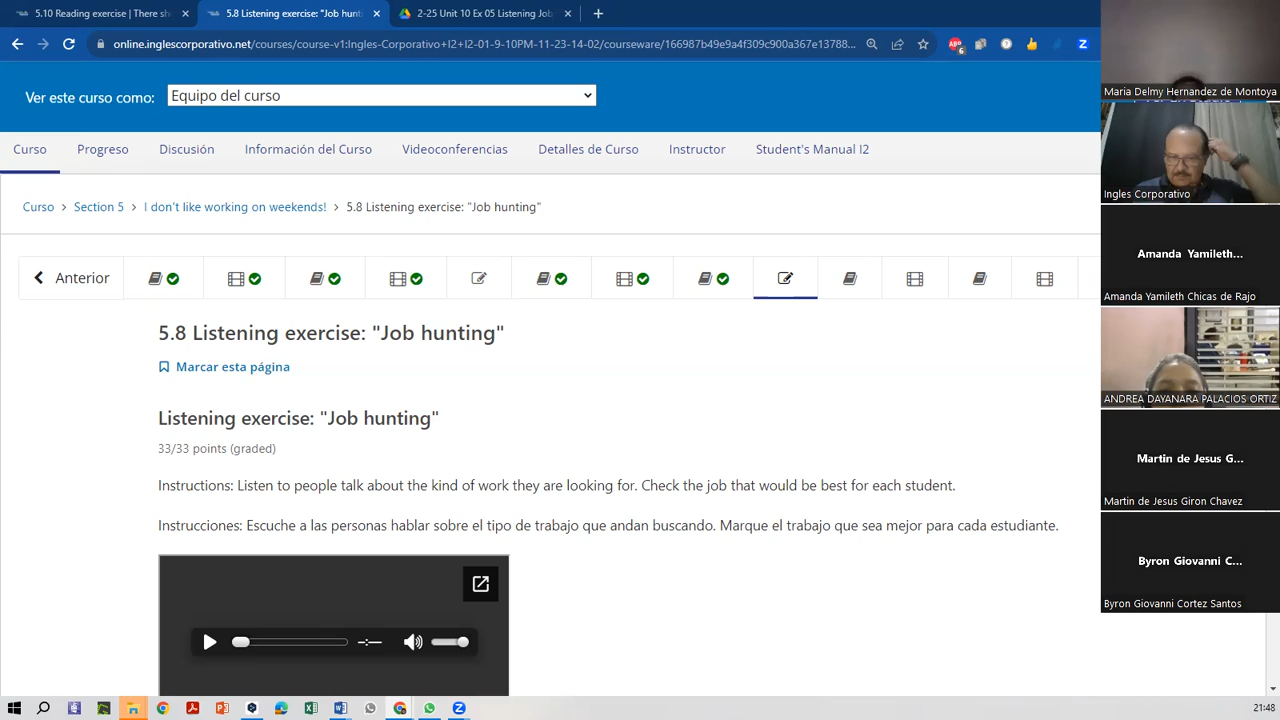 5.10 Reading exercise | There sh
5.8 Listening exercise: "Job hunt
2-25 Unit 10 Ex 05 Listening Job
online.inglescorporativo.net/courses/course-v1:Ingles-Corporativo+I2+I2-01-9-10PM-11-23-14-02/courseware/166987b49e9a4f309c900a367e13788...
Ver este curso como:
Equipo del curso
Curso
Progreso
Discusión
Información del Curso
Videoconferencias
Detalles de Curso
Instructor
Student's Manual I2
Curso > Section 5 > I don't like working on weekends! > 5.8 Listening exercise: "Job hunting"
Anterior
5.8 Listening exercise: "Job hunting"
Marcar esta página
Listening exercise: "Job hunting"
33/33 points (graded)
Instructions: Listen to people talk about the kind of work they are looking for. Check the job that would be best for each student.
Instrucciones: Escuche a las personas hablar sobre el tipo de trabajo que andan buscando. Marque el trabajo que sea mejor para cada estudiante.
-:-
Maria Delmy Hernandez de Montoya
Ingles Corporativo
Amanda Yamileth...
Amanda Yamileth Chicas de Rajo
ANDREA DAYANARA PALACIOS ORTIZ
Martin de Jesus G...
Martin de Jesus Giron Chavez
Byron Giovanni C...
Byron Giovanni Cortez Santos
21:48